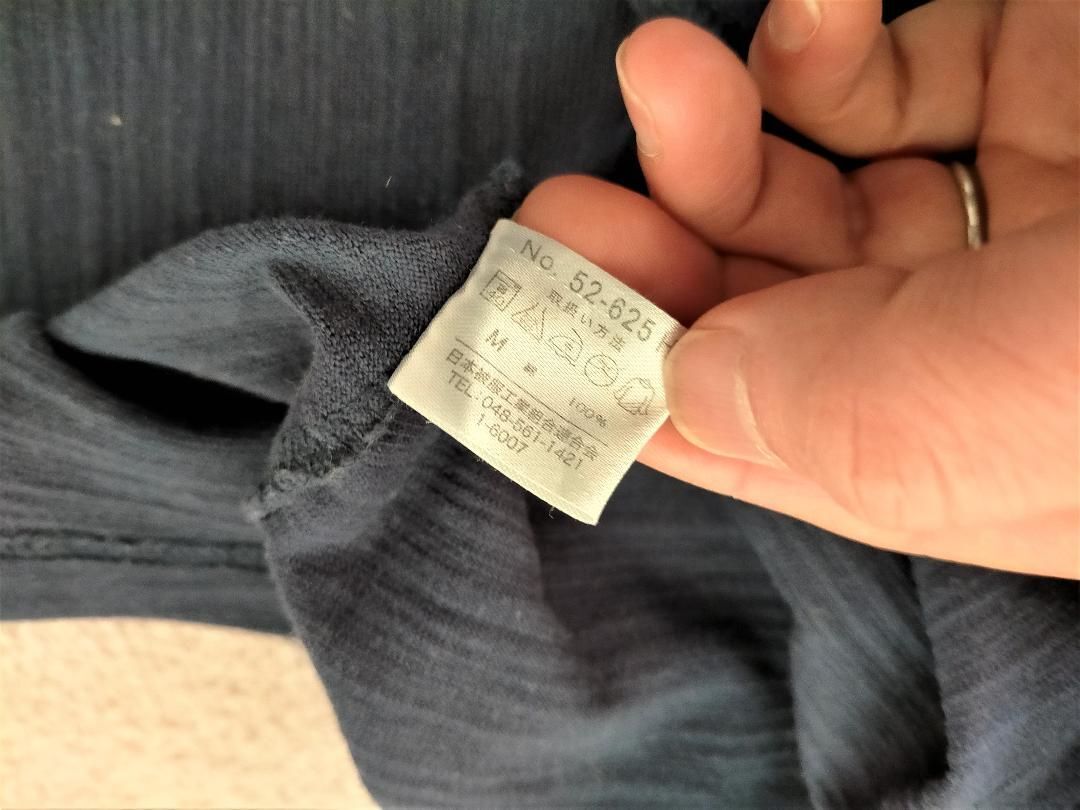 No. 52-625
取扱い方法
40
M
綿 100%
日本被服工業組合連合会
TEL:048-561-1421
1-6007